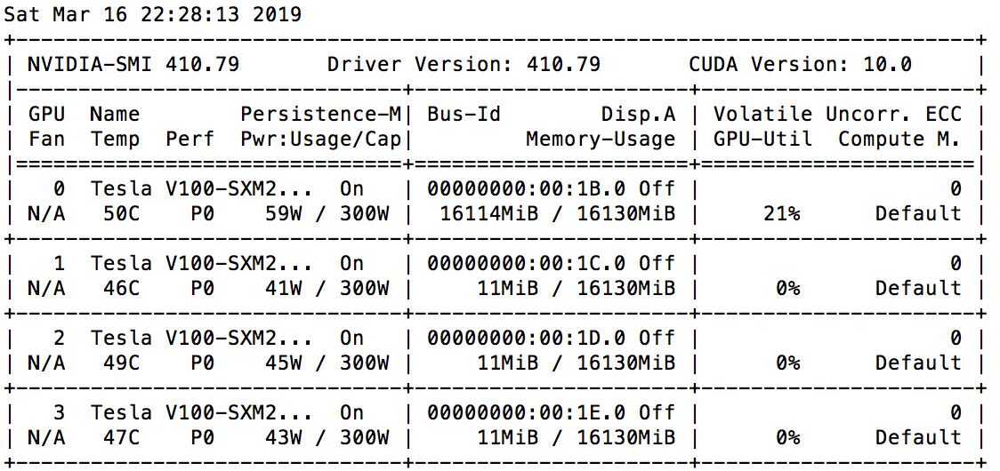 Sat Mar 16 22:28:13 2019
+-----------------------------------------------------------------------------+
| NVIDIA-SMI 410.79       Driver Version: 410.79       CUDA Version: 10.0     |
|-------------------------------+----------------------+----------------------+
| GPU  Name        Persistence-M| Bus-Id        Disp.A | Volatile Uncorr. ECC |
| Fan  Temp  Perf  Pwr:Usage/Cap|         Memory-Usage | GPU-Util  Compute M. |
|===============================+======================+======================|
|   0  Tesla V100-SXM2...  On   | 00000000:00:1B.0 Off |                    0 |
| N/A   50C    P0    59W / 300W |  16114MiB / 16130MiB |     21%      Default |
+-------------------------------+----------------------+----------------------+
|   1  Tesla V100-SXM2...  On   | 00000000:00:1C.0 Off |                    0 |
| N/A   46C    P0    41W / 300W |     11MiB / 16130MiB |      0%      Default |
+-------------------------------+----------------------+----------------------+
|   2  Tesla V100-SXM2...  On   | 00000000:00:1D.0 Off |                    0 |
| N/A   49C    P0    45W / 300W |     11MiB / 16130MiB |      0%      Default |
+-------------------------------+----------------------+----------------------+
|   3  Tesla V100-SXM2...  On   | 00000000:00:1E.0 Off |                    0 |
| N/A   47C    P0    43W / 300W |     11MiB / 16130MiB |      0%      Default |
+-------------------------------+----------------------+----------------------+